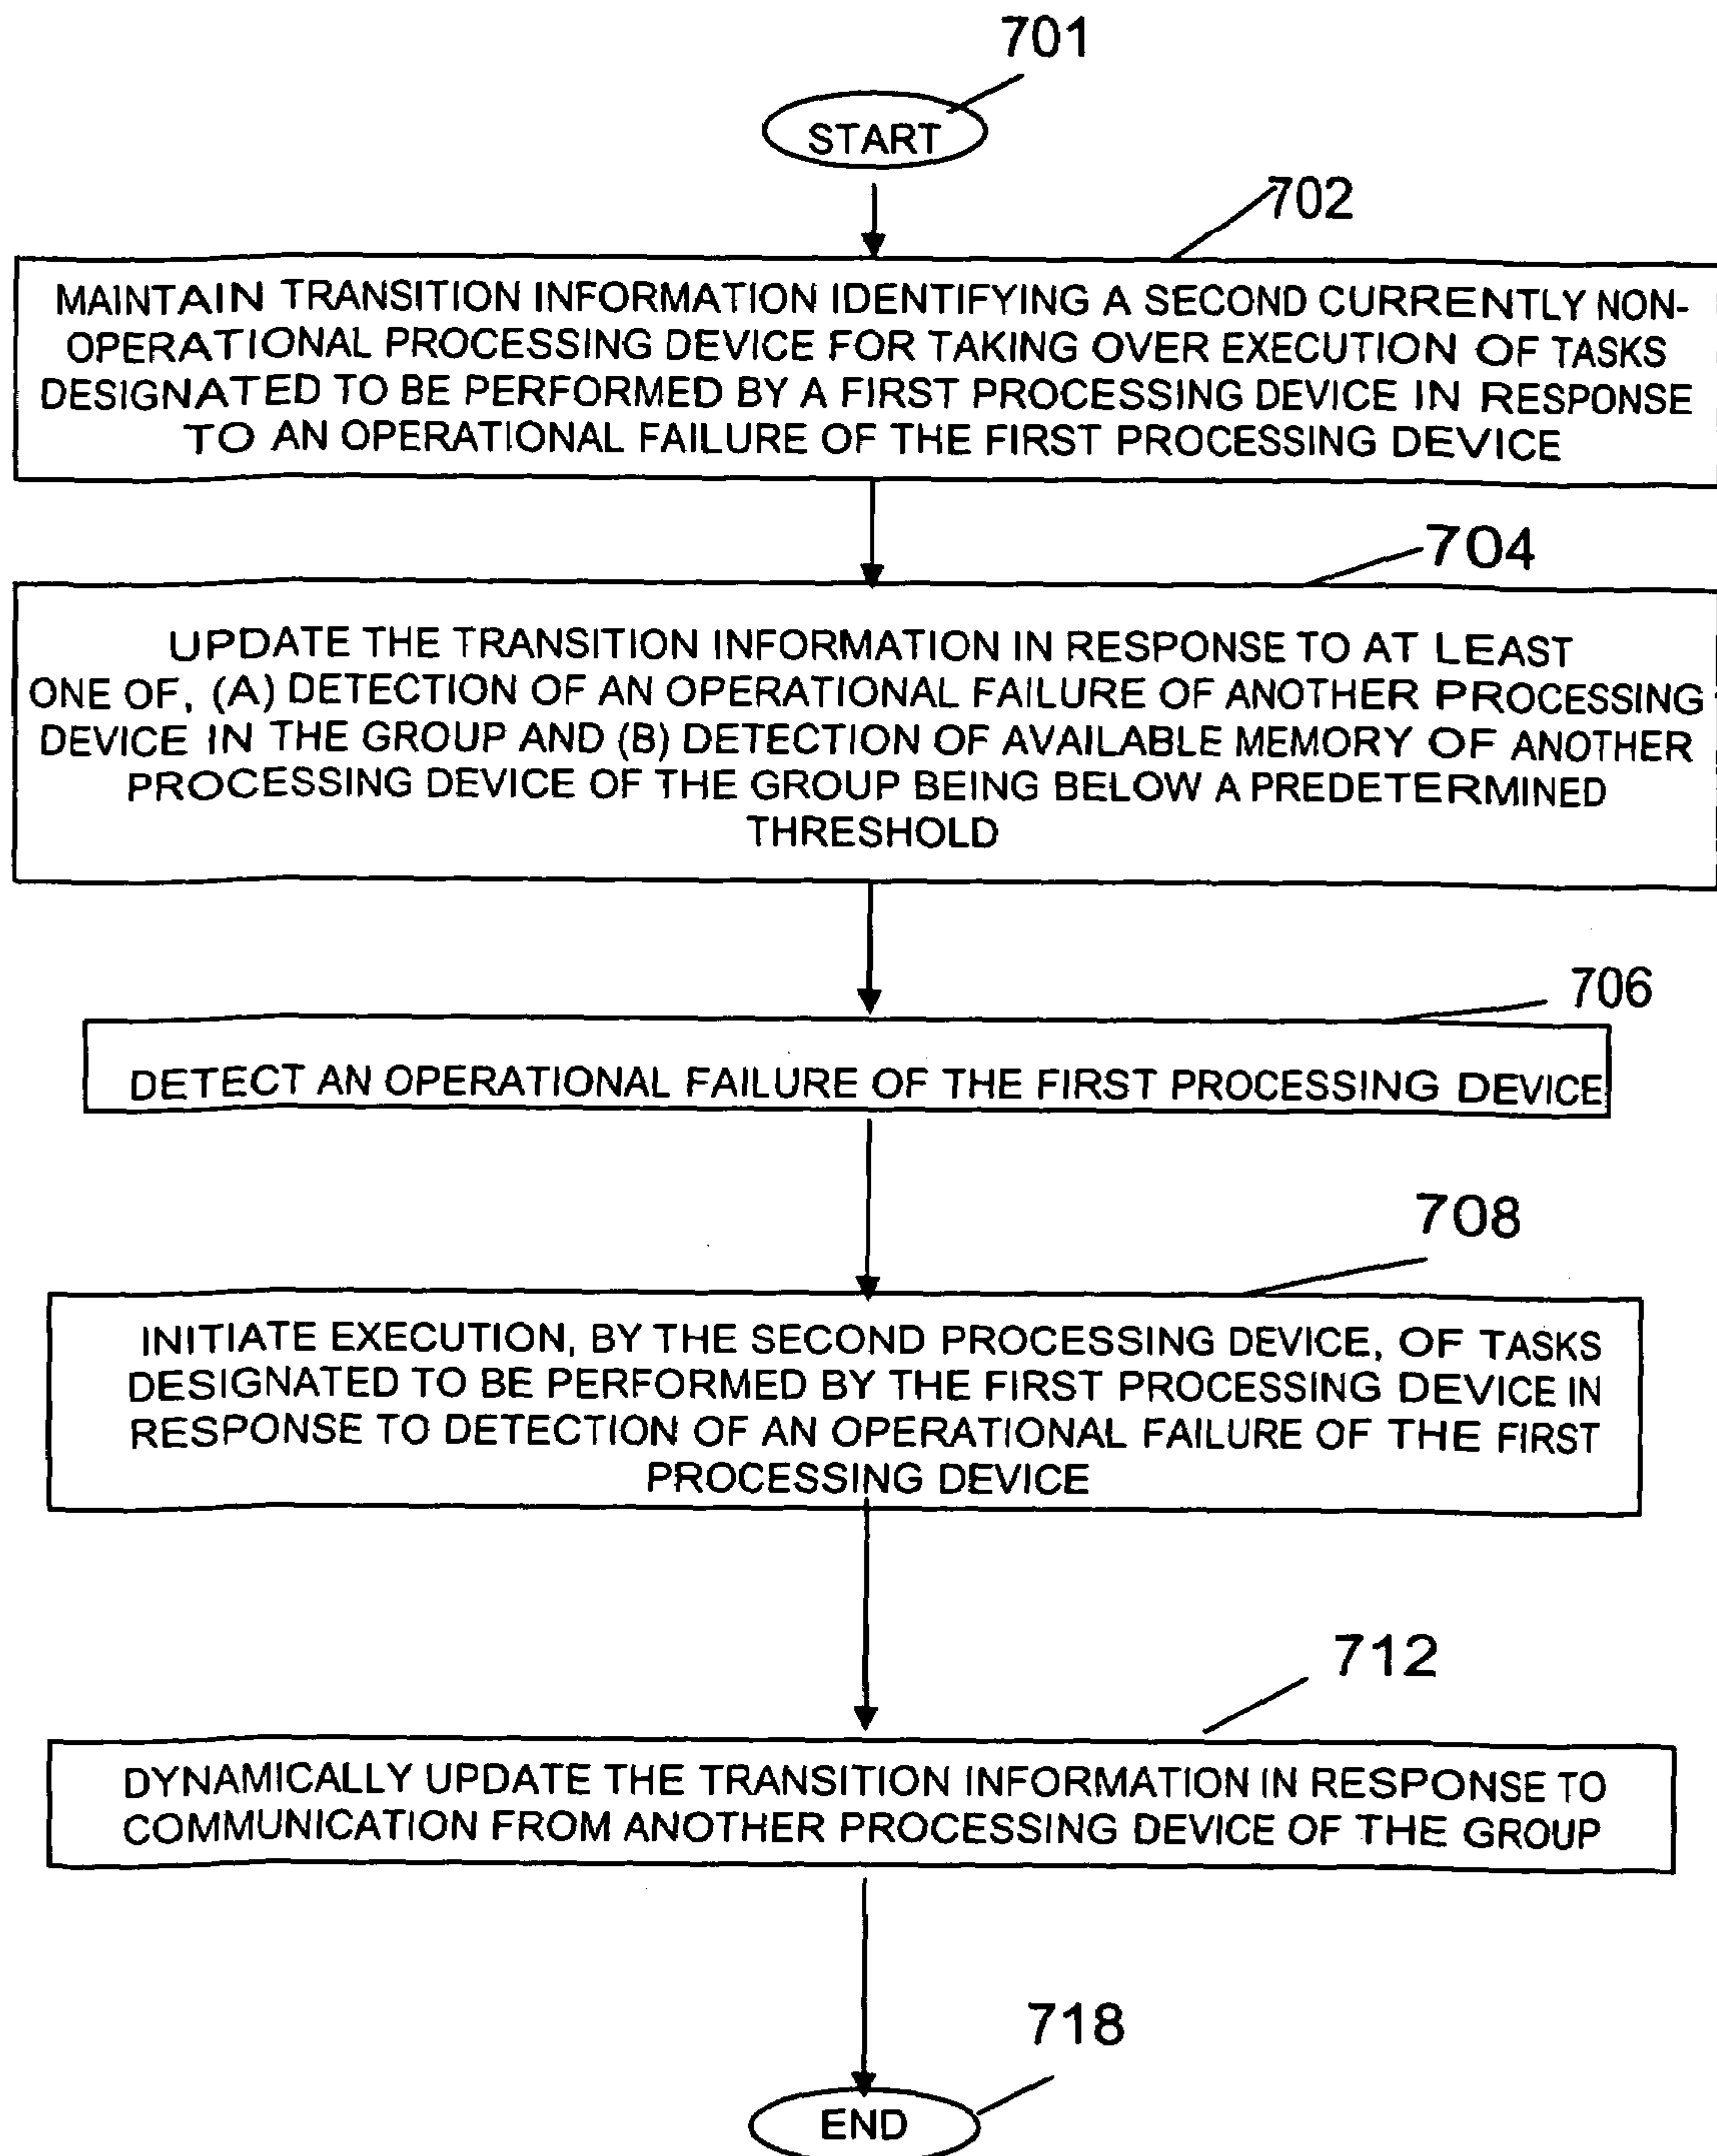 701
START
702
MAINTAIN TRANSITION INFORMATION IDENTIFYING A SECOND CURRENTLY NON-
OPERATIONAL PROCESSING DEVICE FOR TAKING OVER EXECUTION OF TASKS
DESIGNATED TO BE PERFORMED BY A FIRST PROCESSING DEVICE IN RESPONSE
TO AN OPERATIONAL FAILURE OF THE FIRST PROCESSING DEVICE
704
UPDATE THE TRANSITION INFORMATION IN RESPONSE TO AT LEAST
ONE OF, (A) DETECTION OF AN OPERATIONAL FAILURE OF ANOTHER PROCESSING
DEVICE IN THE GROUP AND (B) DETECTION OF AVAILABLE MEMORY OF ANOTHER
PROCESSING DEVICE OF THE GROUP BEING BELOW A PREDETERMINED
THRESHOLD
706
DETECT AN OPERATIONAL FAILURE OF THE FIRST PROCESSING DEVICE
708
INITIATE EXECUTION, BY THE SECOND PROCESSING DEVICE, OF TASKS
DESIGNATED TO BE PERFORMED BY THE FIRST PROCESSING DEVICE IN
RESPONSE TO DETECTION OF AN OPERATIONAL FAILURE OF THE FIRST
PROCESSING DEVICE
712
DYNAMICALLY UPDATE THE TRANSITION INFORMATION IN RESPONSE TO
COMMUNICATION FROM ANOTHER PROCESSING DEVICE OF THE GROUP
718
END